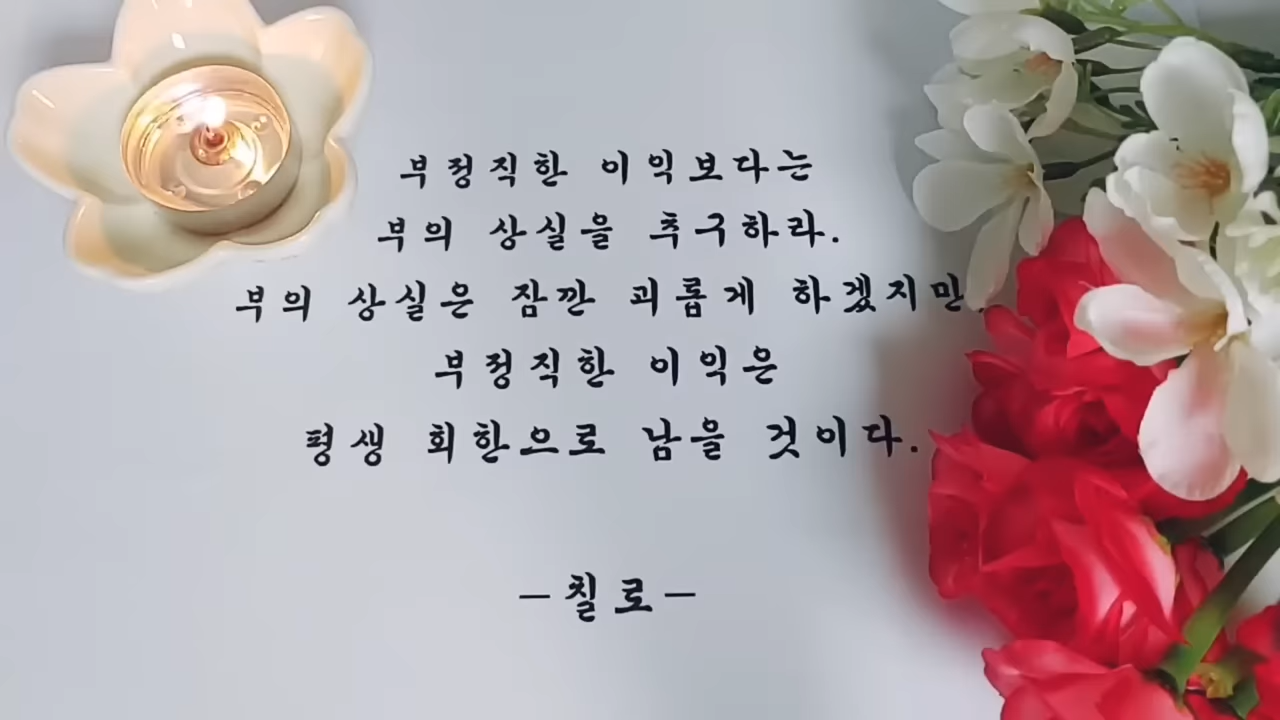 부정직한 이익보다는
부의 상실을 추구하라.
부의 상실은 잠깐 괴롭게 하겠지만,
부정직한 이익은
평생 회한으로 남을 것이다.
-칠로-